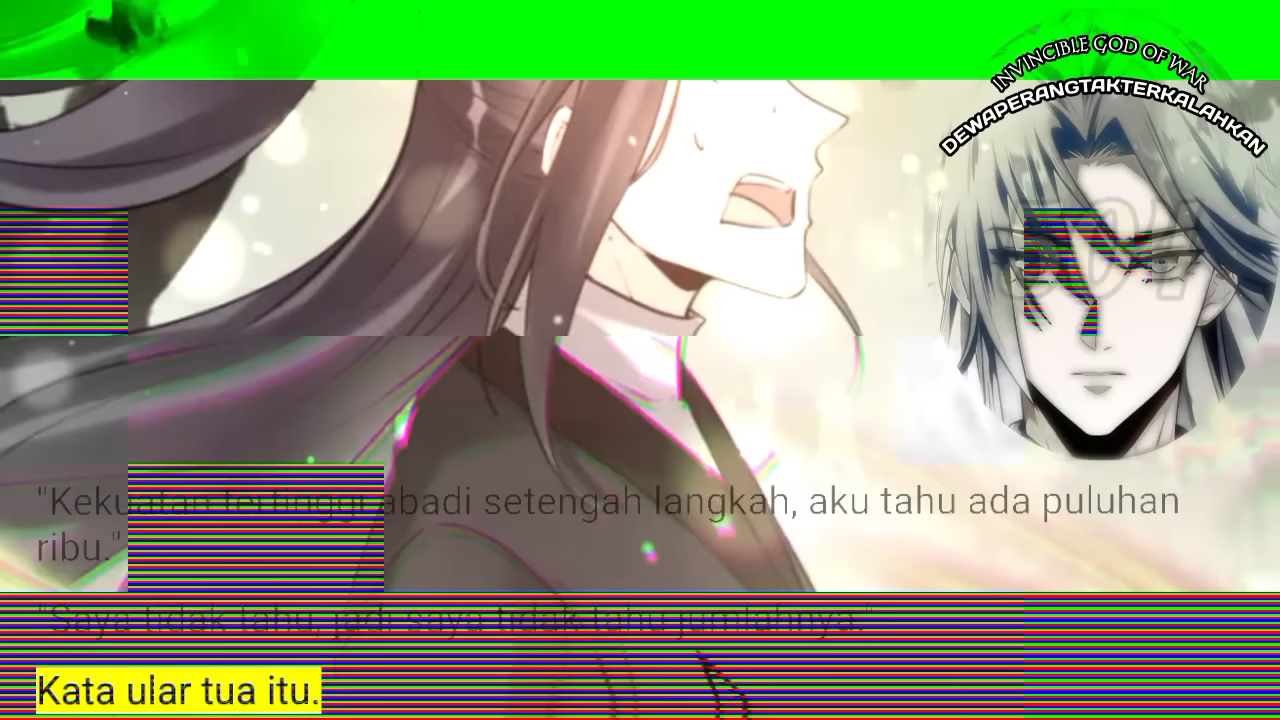 INVINCIBLE GOD OF WAR
DEWAPERANGTAKTERKALAHKAN
"Kekuatan tertinggi abadi setengah langkah, aku tahu ada puluhan
ribu."
"Saya tidak tahu, jadi saya tidak tahu jumlahnya."
Kata ular tua itu.